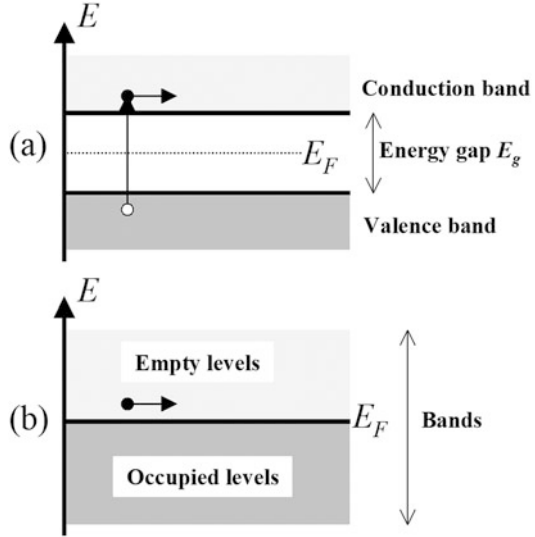 E
Conduction band
(a)
E_F
Energy gap E_g
Valence band
E
Empty levels
(b)
E_F
Bands
Occupied levels